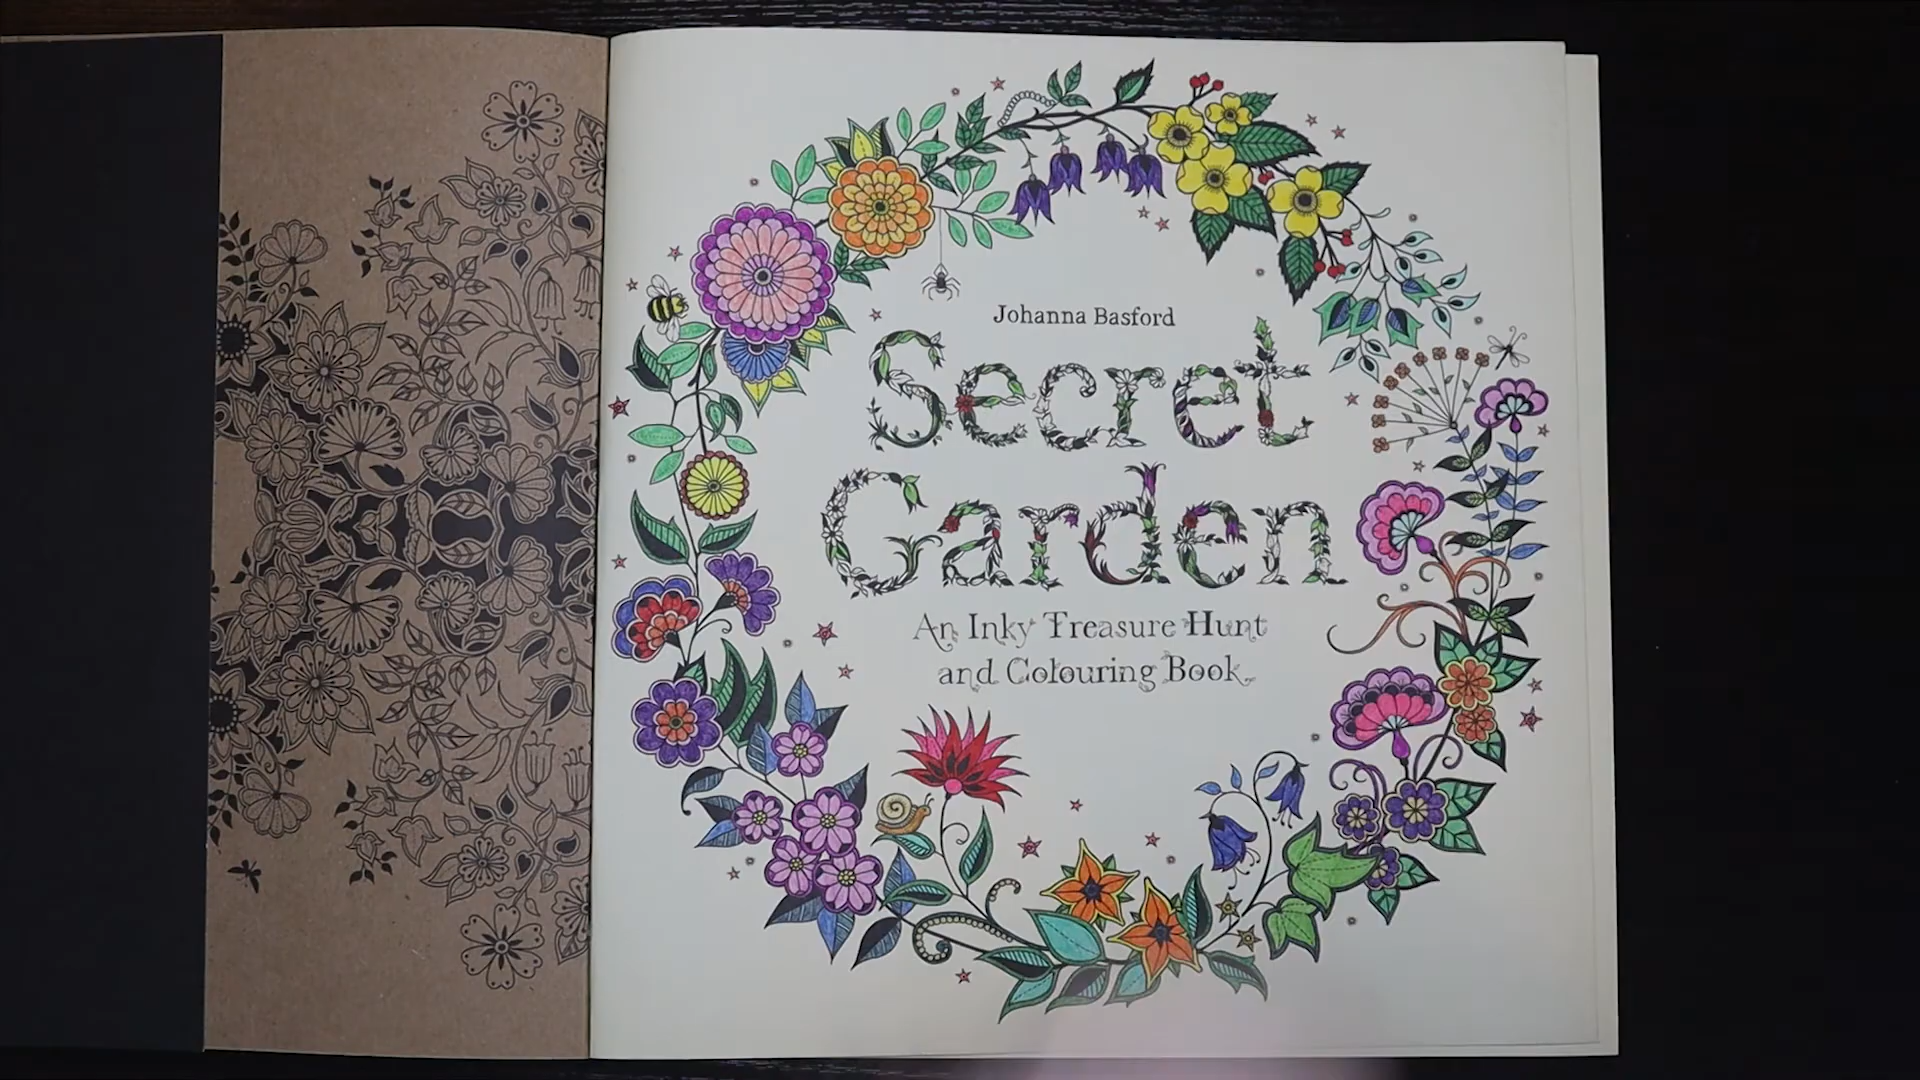 Johanna Basford
Secret
Garden
An Inky Treasure Hunt
and Colouring Book